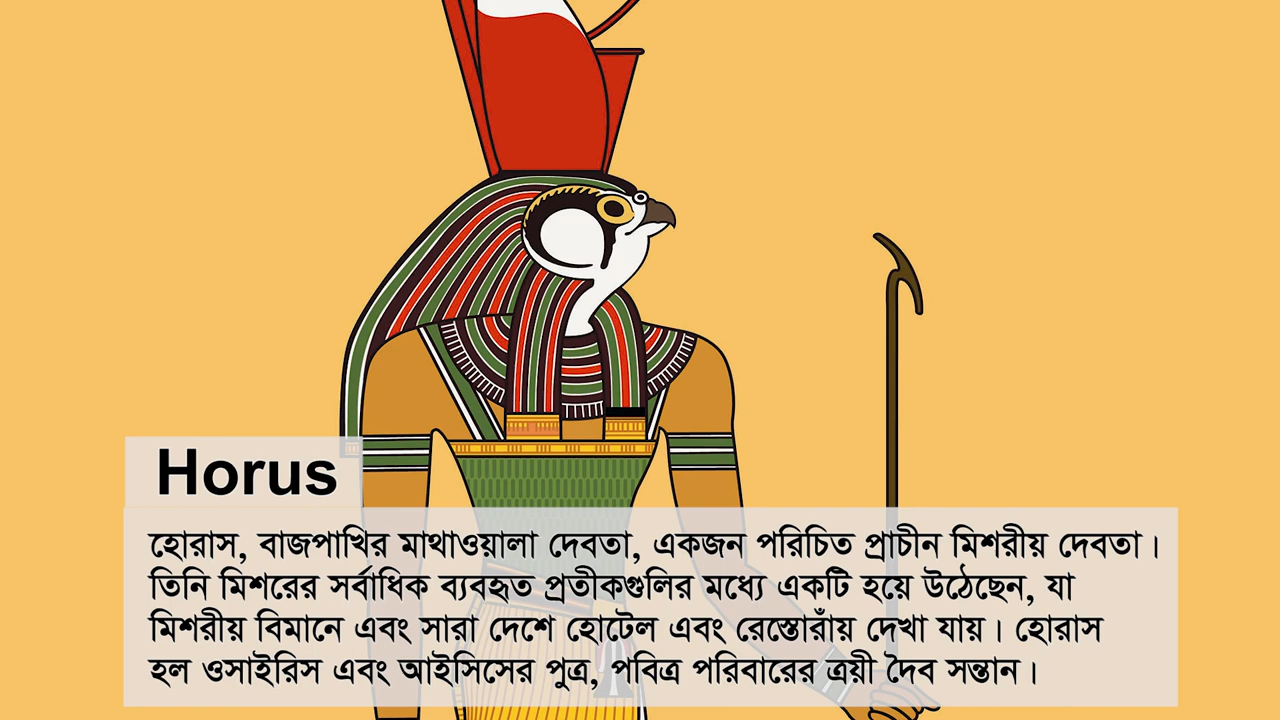 Horus
হোরাস, বাজপাখির মাথাওয়ালা দেবতা, একজন পরিচিত প্রাচীন মিশরীয় দেবতা।
তিনি মিশরের সর্বাধিক ব্যবহৃত প্রতীকগুলির মধ্যে একটি হয়ে উঠেছেন, যা
মিশরীয় বিমানে এবং সারা দেশে হোটেল এবং রেস্তোরাঁয় দেখা যায়। হোরাস
হল ওসাইরিস এবং আইসিসের পুত্র, পবিত্র পরিবারের ত্রয়ী দৈব সন্তান।